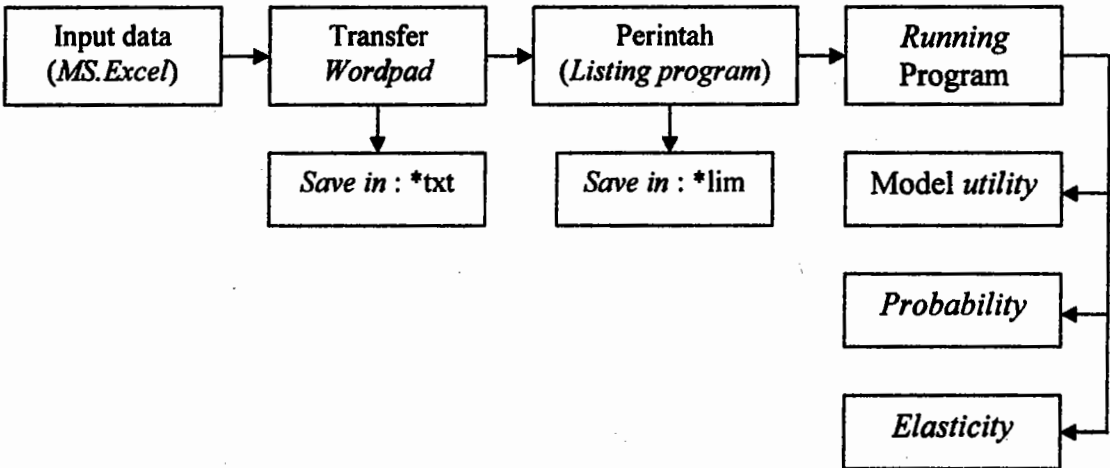 Input data
(MS.Excel)
Transfer
Wordpad
Perintah
(Listing program)
Running
Program
Save in : *txt
Save in : *lim
Model utility
Probability
Elasticity